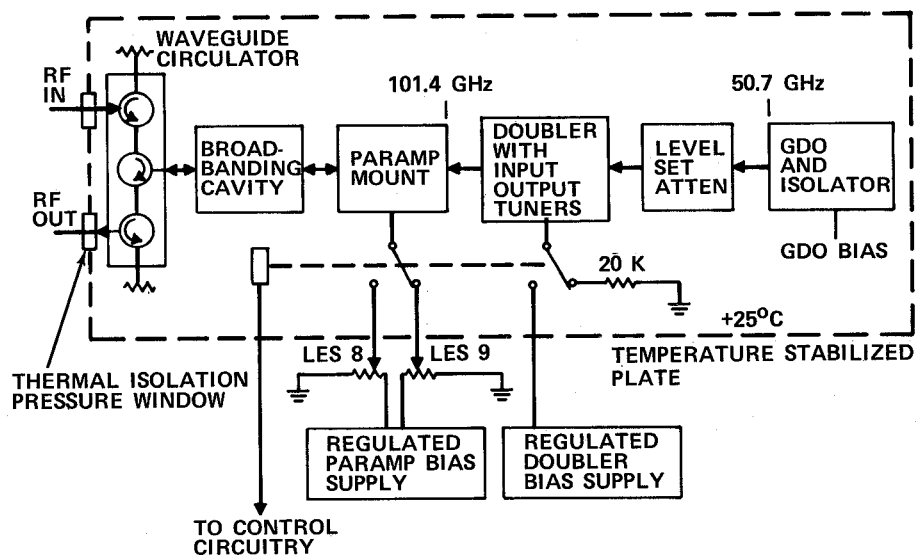 WAVEGUIDE
CIRCULATOR
RF
IN
RF
OUT
BROAD-
BANDING
CAVITY
101.4 GHz
PARAMP
MOUNT
DOUBLER
WITH
INPUT
OUTPUT
TUNERS
LEVEL
SET
ATTEN
50.7 GHz
GDO
AND
ISOLATOR
GDO BIAS
20 K
+25°C
TEMPERATURE STABILIZED
PLATE
THERMAL ISOLATION
PRESSURE WINDOW
LES 8
LES 9
REGULATED
PARAMP BIAS
SUPPLY
REGULATED
DOUBLER
BIAS SUPPLY
TO CONTROL
CIRCUITRY